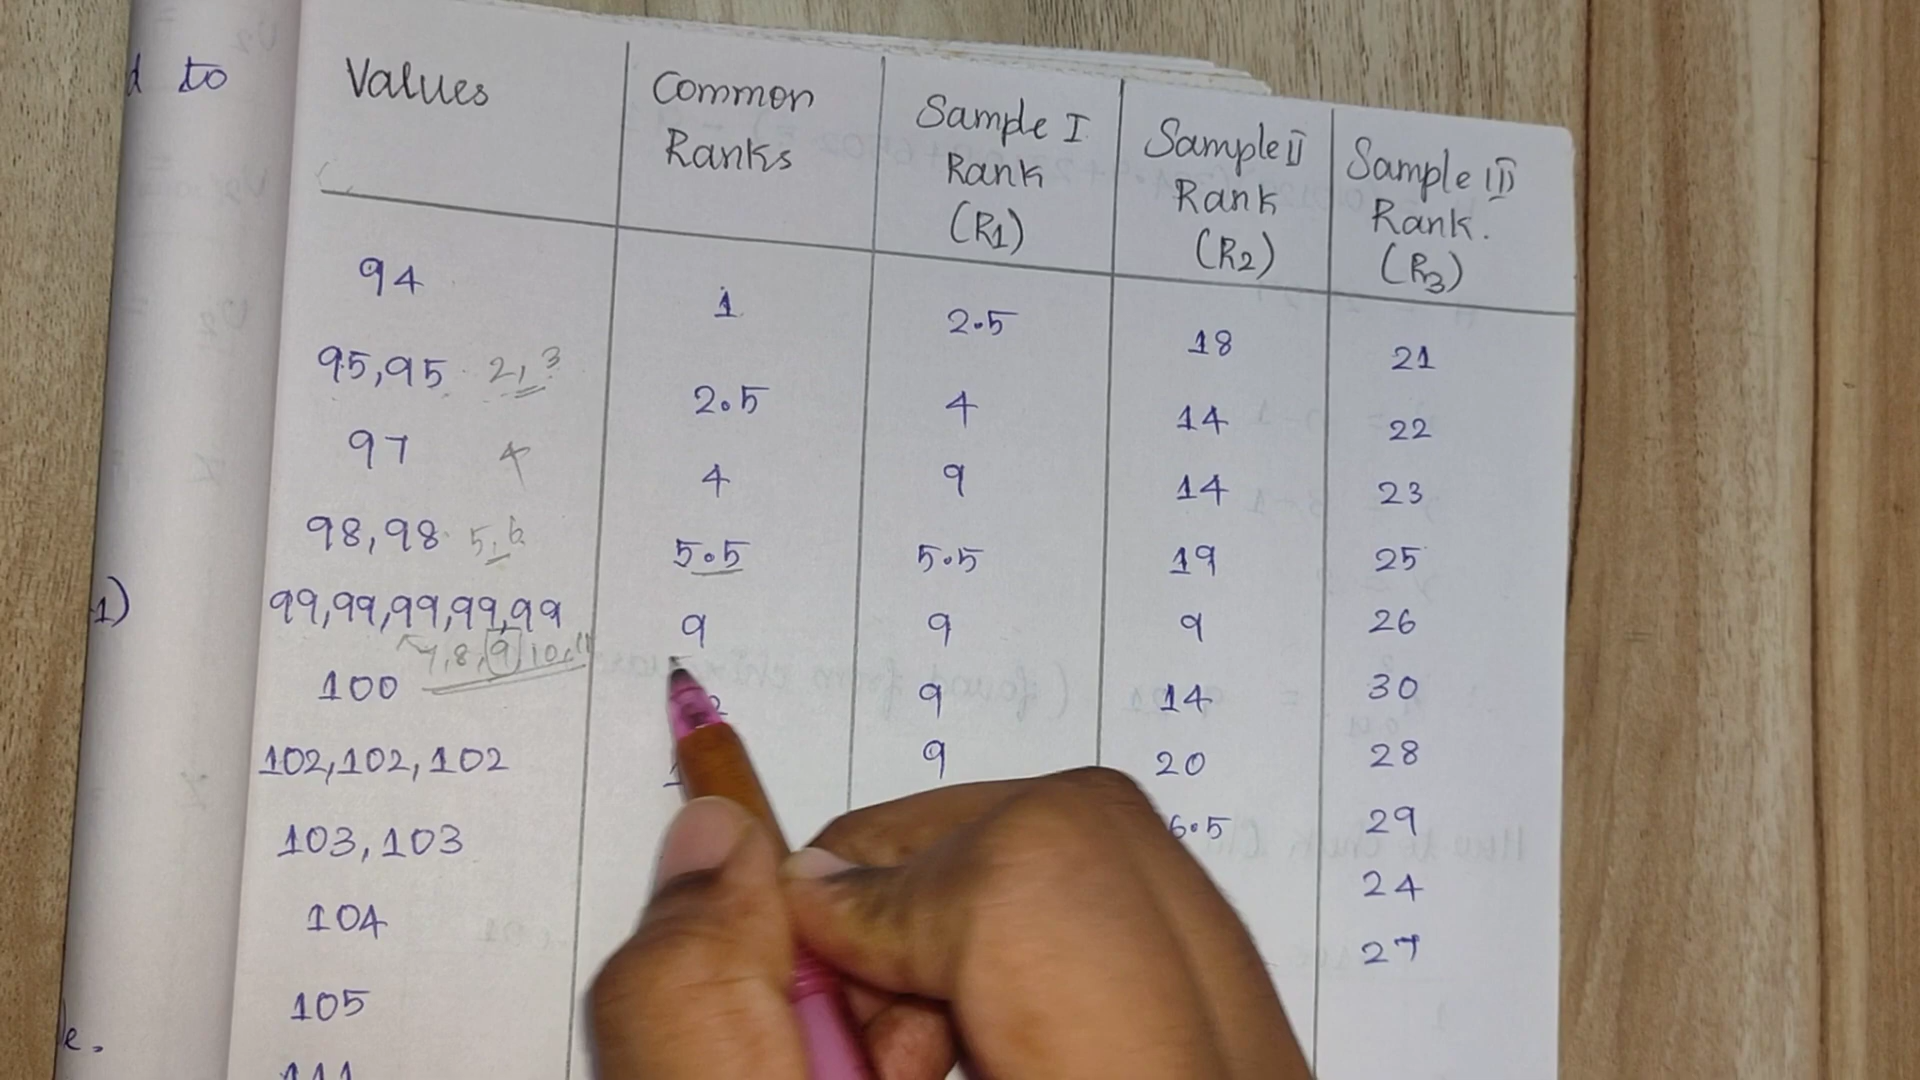 d to
Values
Common Ranks
Sample I Rank (R1)
Sample II Rank (R2)
Sample III Rank. (R3)
94 1 2.5 18 21
95,95 2,3 2.5 4 14 22
97 4 4 9 14 23
98,98 5,6 5.5 5.5 19 25
1) 99,99,99,99,99 9 9 9 26
7,8,9,10,11
100 9 14 30
102,102,102 9 20 28
103,103 6.5 29
104 24
105 27
e.
111